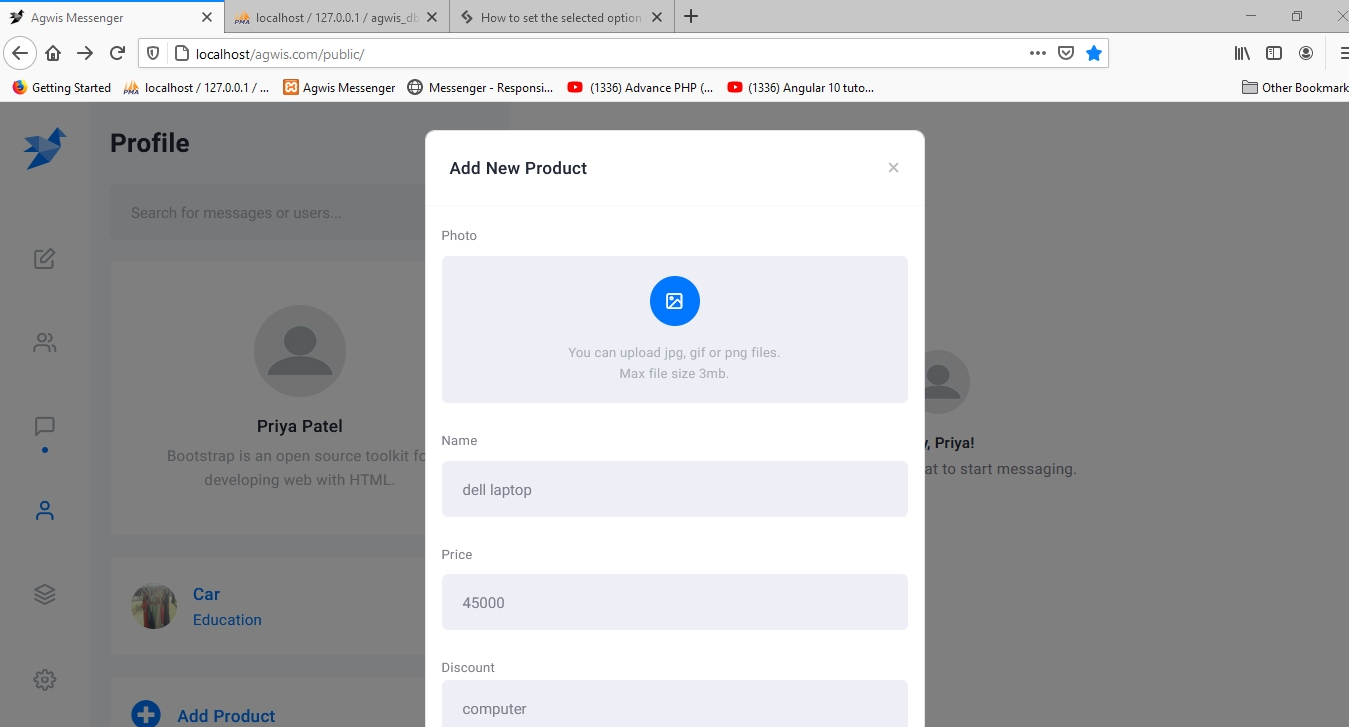 Agwis Messenger
localhost / 127.0.0.1 / agwis_db
How to set the selected option
localhost/agwis.com/public/
Getting Started
localhost / 127.0.0.1 / ...
Agwis Messenger
Messenger - Responsi...
(1336) Advance PHP (...
(1336) Angular 10 tuto...
Other Bookmark
Profile
Search for messages or users...
Priya Patel
Bootstrap is an open source toolkit fo
developing web with HTML.
Car
Education
Add Product
Add New Product
×
Photo
You can upload jpg, gif or png files.
Max file size 3mb.
Name
dell laptop
Price
45000
Discount
computer
y, Priya!
at to start messaging.